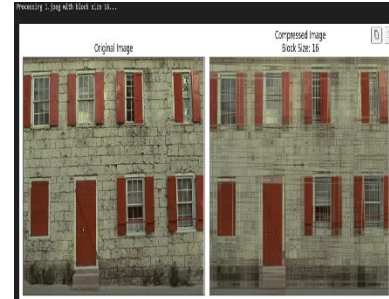 Processing 1.jpeg with block size 16...
Original Image
Compressed Image
Block Size: 16